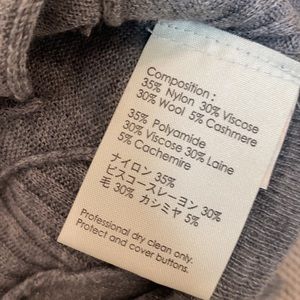 Composition :
35% Nylon 30% Viscose
30% Wool 5% Cashmere
35% Polyamide
30% Viscose 30% Laine
5% Cachemire
ナイロン 35%
ビスコースレーヨン 30%
毛 30% カシミヤ 5%
Professional dry clean only.
Protect and cover buttons.